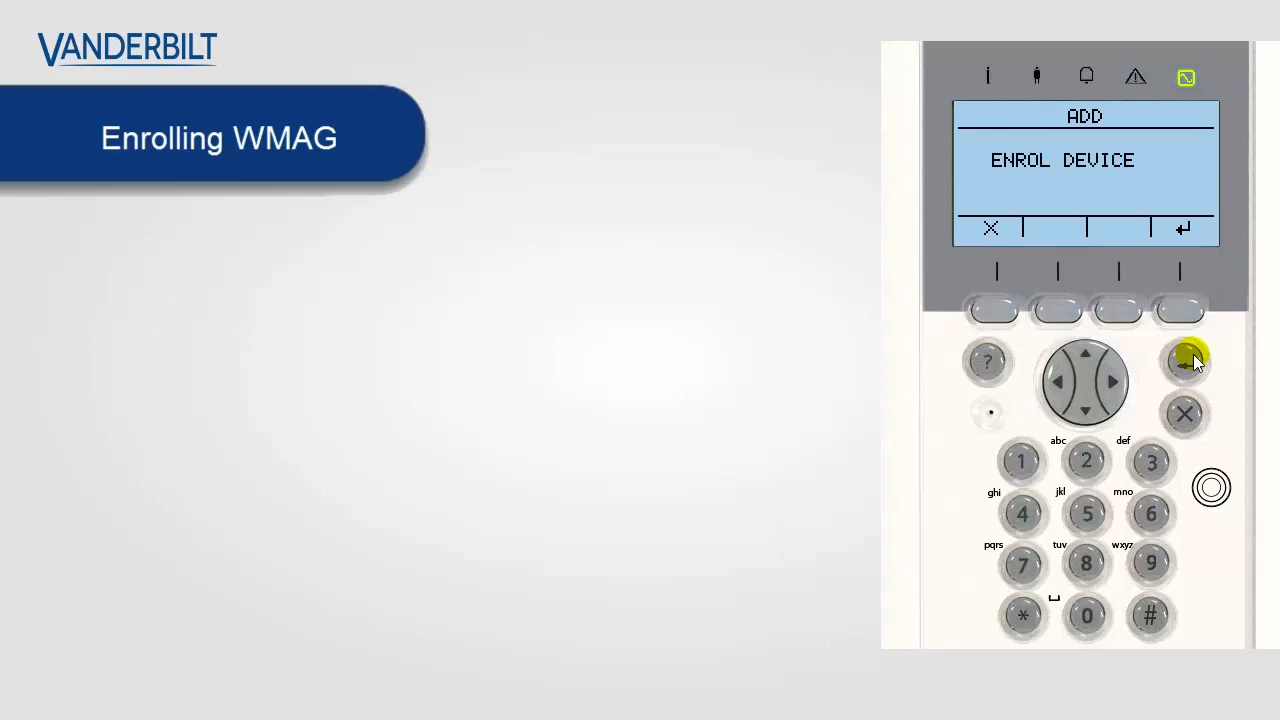 VANDERBILT
Enrolling WMAG
ADD
ENROL DEVICE
?
abc def
1 2 3
ghi jkl mno
4 5 6
pqrs tuv wxyz
7 8 9
* 0 #